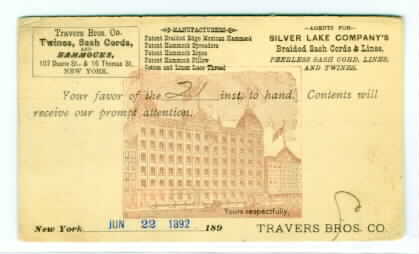 Travers Bros. Co.
Twines, Sash Cords,
AND
HAMMOCKS,
107 Duane St. & 16 Thomas St.
NEW YORK.
MANUFACTURERS
Patent Braided Edge Mexican Hammock
Patent Hammock Spreaders
Patent Hammock Ropes
Patent Hammock Pillow
Cotton and Linen Lace Thread
AGENTS FOR
SILVER LAKE COMPANY'S
Braided Sash Cords & Lines.
PEERLESS SASH CORD, LINES,
AND TWINES.
Your favor of the 21 inst. to hand. Contents will
receive our prompt attention.
Yours respectfully,
New York JUN 22 1892 189
TRAVERS BROS. CO.